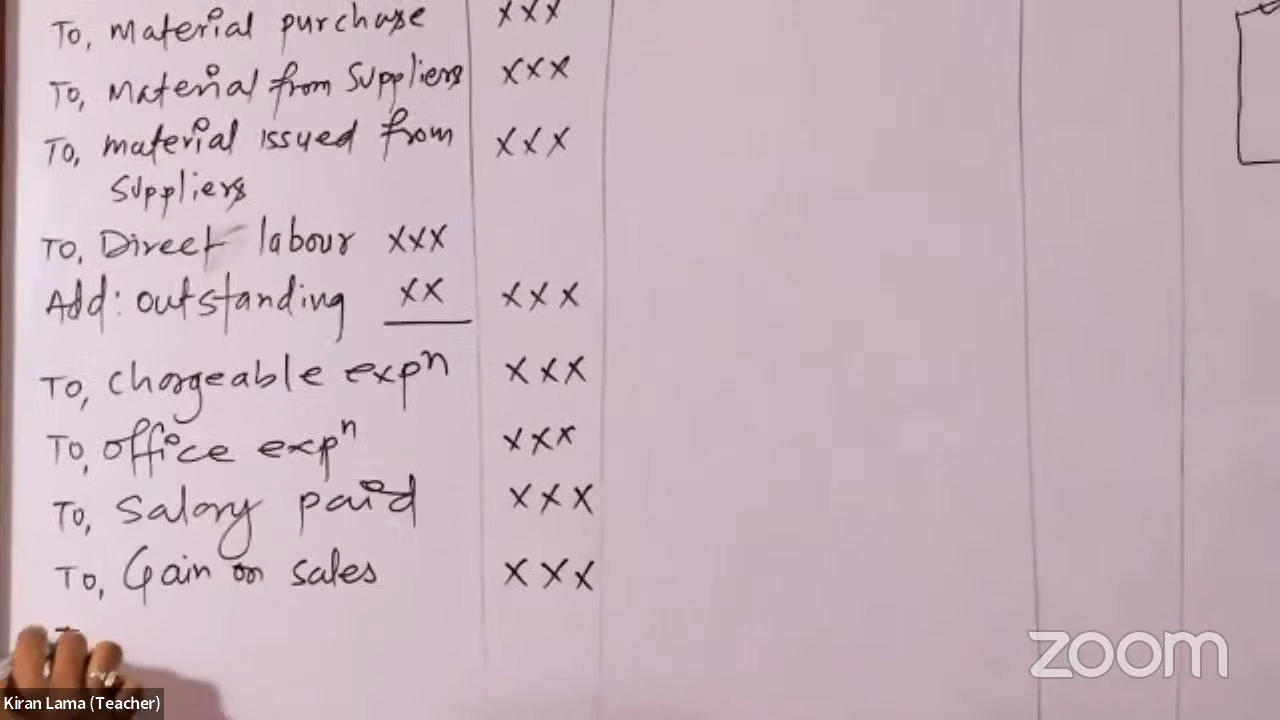 To, Material purchase xxx
To, Material from Suppliers xxx
To, material issued from xxx
Suppliers
To, Direct labour xxx
Add: outstanding xx xxx
To, chargeable expⁿ xxx
To, office expⁿ xxx
To, Salary paid xxx
To, Gain on sales xxx
zoom
Kiran Lama (Teacher)